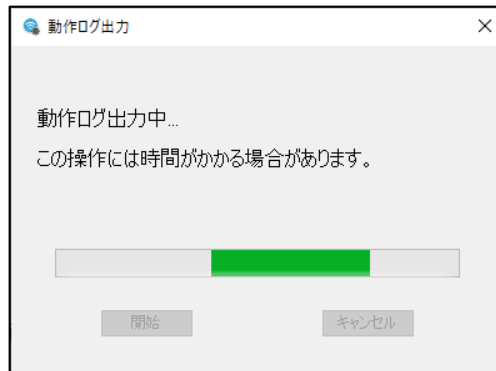 動作ログ出力
動作ログ出力中...
この操作には時間がかかる場合があります。
開始
キャンセル